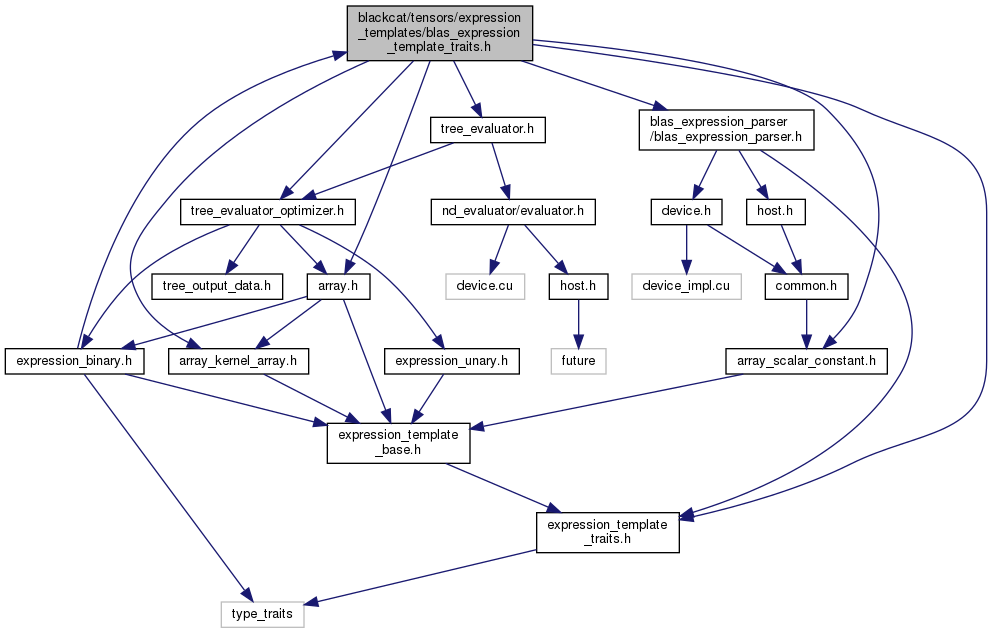 blackcat/tensors/expression
_templates/blas_expression
_template_traits.h
tree_evaluator.h
blas_expression_parser
/blas_expression_parser.h
tree_evaluator_optimizer.h
nd_evaluator/evaluator.h
device.h
host.h
tree_output_data.h
array.h
device.cu
host.h
device_impl.cu
common.h
expression_binary.h
array_kernel_array.h
expression_unary.h
future
array_scalar_constant.h
expression_template
_base.h
expression_template
_traits.h
type_traits